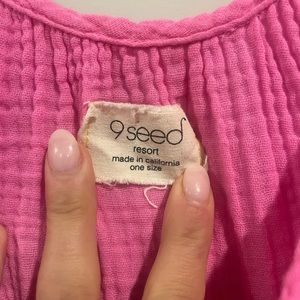 9seed
resort
made in california
one size